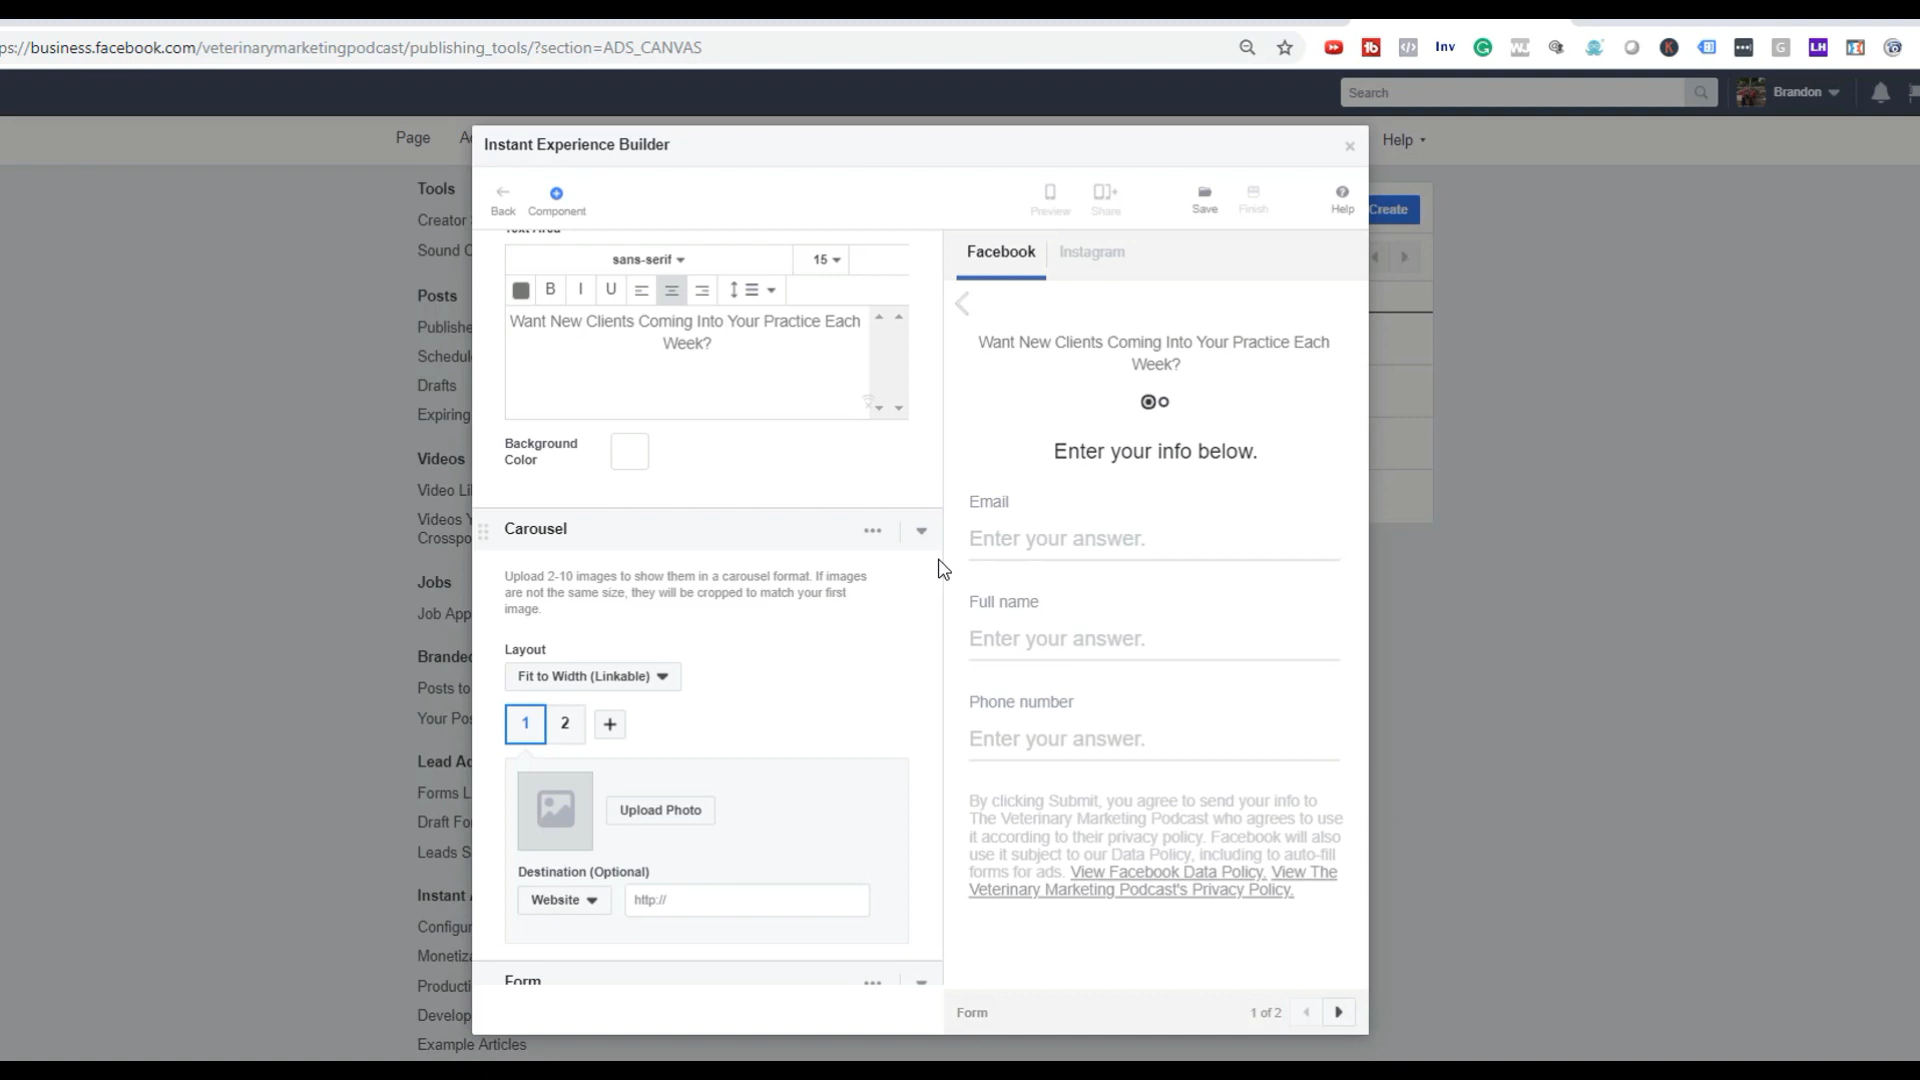 ps://business.facebook.com/veterinarymarketingpodcast/publishing_tools/?section=ADS_CANVAS
Inv
LH
Search
Brandon
Page
Help
Instant Experience Builder
Back
Component
Preview
Share
Save
Finish
Help
Create
Tools
Creator
Sound C
Posts
Publishe
Schedul
Drafts
Expiring
Videos
Video Li
Videos Y
Crosspo
Jobs
Job App
Branded
Posts to
Your Pos
Lead Ad
Forms L
Draft For
Leads S
Instant A
Configur
Monetiza
Producti
Develop
Example Articles
Text Area
sans-serif
15
B I U
Want New Clients Coming Into Your Practice Each
Week?
Background
Color
Carousel
Upload 2-10 images to show them in a carousel format. If images
are not the same size, they will be cropped to match your first
image.
Layout
Fit to Width (Linkable)
1 2 +
Upload Photo
Destination (Optional)
Website
http://
Form
Facebook
Instagram
Want New Clients Coming Into Your Practice Each
Week?
Enter your info below.
Email
Enter your answer.
Full name
Enter your answer.
Phone number
Enter your answer.
By clicking Submit, you agree to send your info to
The Veterinary Marketing Podcast who agrees to use
it according to their privacy policy. Facebook will also
use it subject to our Data Policy, including to auto-fill
forms for ads. View Facebook Data Policy. View The
Veterinary Marketing Podcast's Privacy Policy.
Form
1 of 2